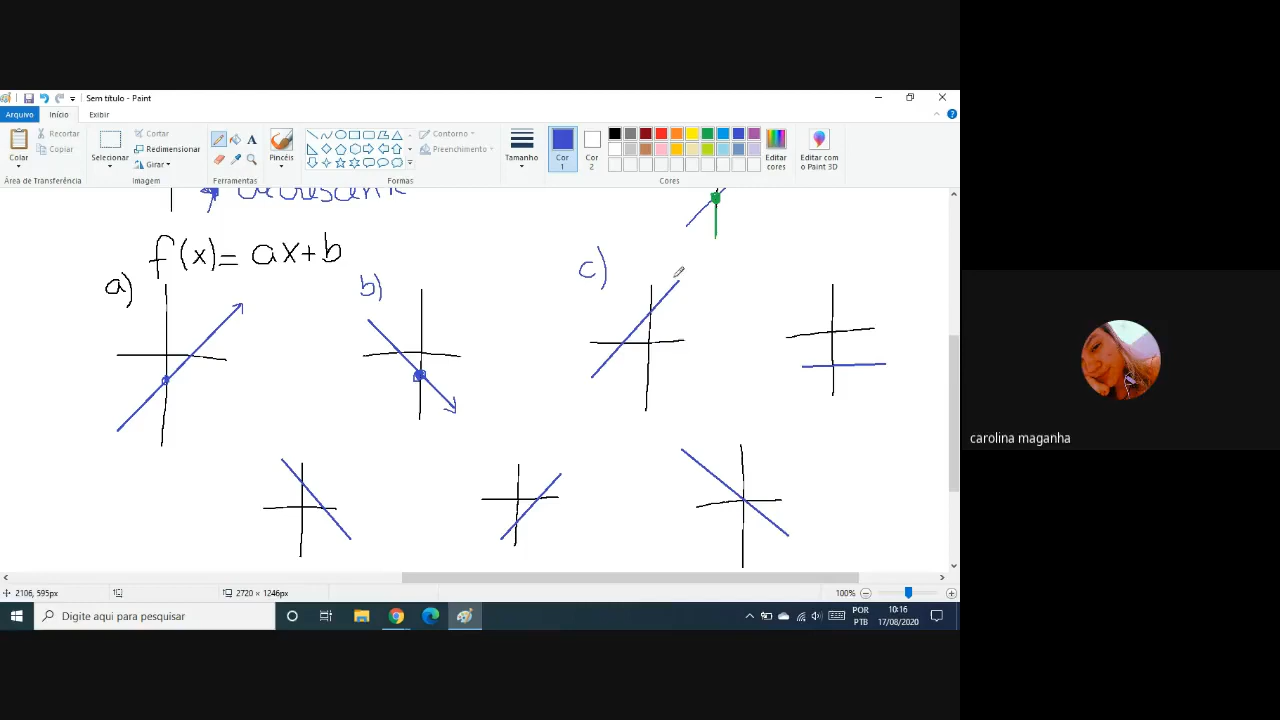 Sem título - Paint
Arquivo Início Exibir
Colar
Recortar
Copiar
Área de Transferência
Selecionar
Cortar
Redimensionar
Girar
Imagem
Ferramentas
Pincéis
Contorno
Preenchimento
Formas
Tamanho
Cor 1
Cor 2
Editar cores
Editar com o Paint 3D
Cores
f(x) = ax+b
a)
b)
c)
carolina maganha
2106, 595px
2720 × 1246px
100%
Digite aqui para pesquisar
POR
PTB
10:16
17/08/2020